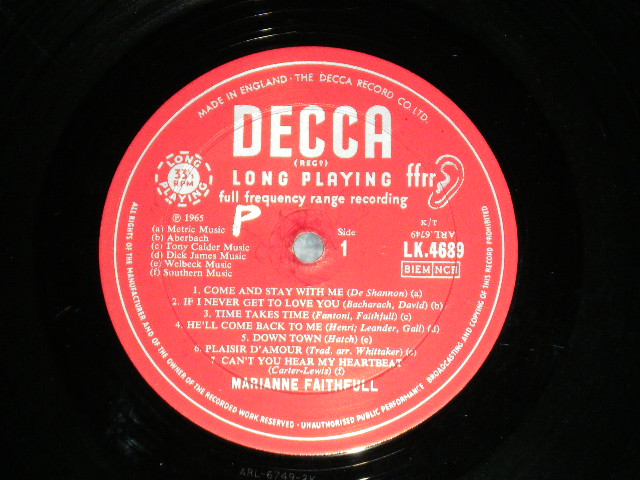 MADE IN ENGLAND · THE DECCA RECORD CO. LTD.
DECCA
(REGD)
LONG PLAYING
33⅓
RPM
LONG PLAYING
ffrr
full frequency range recording
℗ 1965
(a) Metric Music
(b) Aberbach
(c) Tony Calder Music
(d) Dick James Music
(e) Welbeck Music
(f) Southern Music
P
Side
1
K/T
ARL 6749
LK.4689
BIEM NCB
1. COME AND STAY WITH ME (De Shannon) (a)
2. IF I NEVER GET TO LOVE YOU (Bacharach, David) (b)
3. TIME TAKES TIME (Fantoni, Faithfull) (c)
4. HE'LL COME BACK TO ME (Henri; Leander, Gail) (d)
5. DOWN TOWN (Hatch) (e)
6. PLAISIR D'AMOUR (Trad. arr. Whittaker) (c)
7. CAN'T YOU HEAR MY HEARTBEAT
(Carter-Lewis) (f)
MARIANNE FAITHFULL
ALL RIGHTS OF THE MANUFACTURER AND OF THE OWNER OF THE RECORDED WORK RESERVED · UNAUTHORISED PUBLIC PERFORMANCE BROADCASTING AND COPYING OF THIS RECORD PROHIBITED
ARL-6749-2K